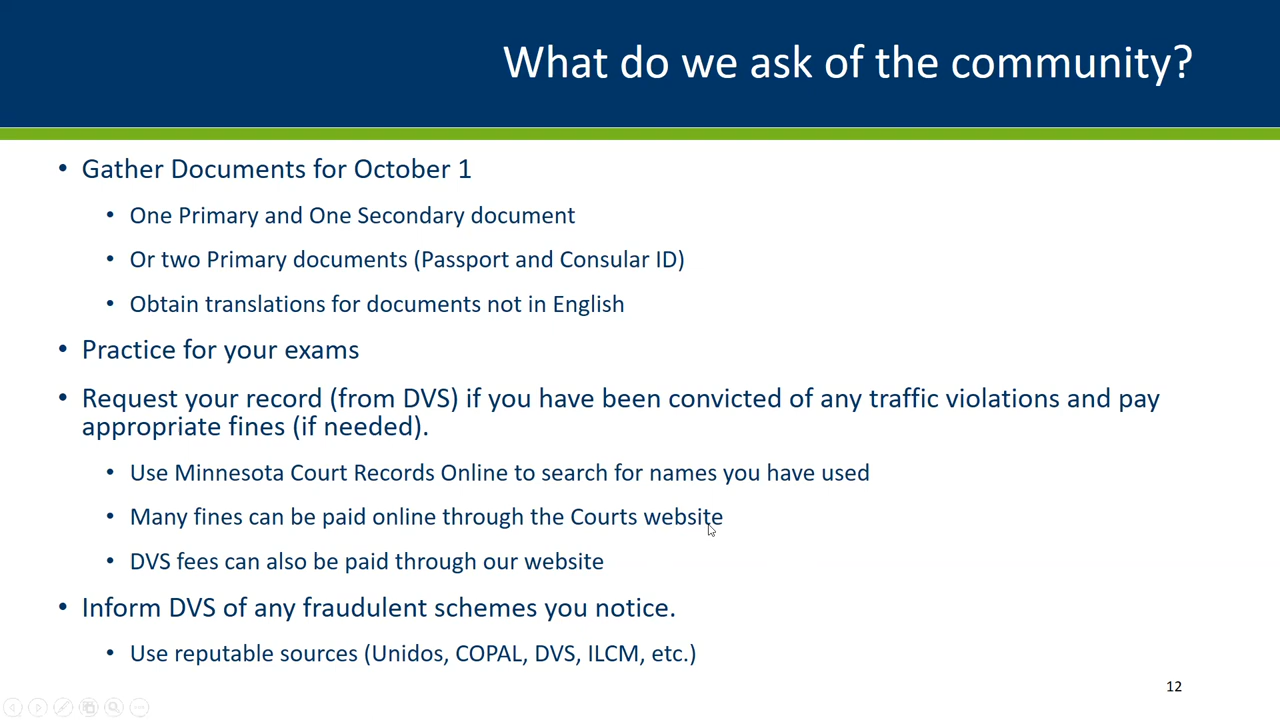 What do we ask of the community?
• Gather Documents for October 1
• One Primary and One Secondary document
• Or two Primary documents (Passport and Consular ID)
• Obtain translations for documents not in English
• Practice for your exams
• Request your record (from DVS) if you have been convicted of any traffic violations and pay
appropriate fines (if needed).
• Use Minnesota Court Records Online to search for names you have used
• Many fines can be paid online through the Courts website
• DVS fees can also be paid through our website
• Inform DVS of any fraudulent schemes you notice.
• Use reputable sources (Unidos, COPAL, DVS, ILCM, etc.)
12